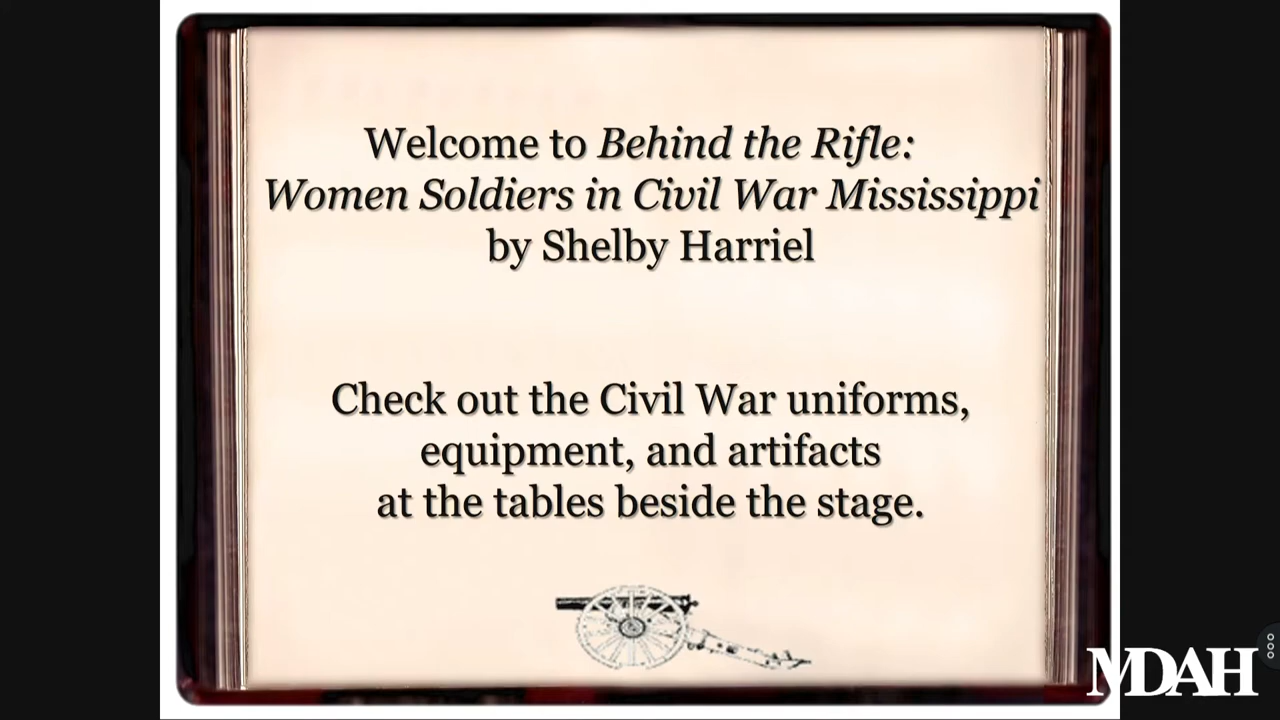 Welcome to Behind the Rifle:
Women Soldiers in Civil War Mississippi
by Shelby Harriel
Check out the Civil War uniforms,
equipment, and artifacts
at the tables beside the stage.
MDAH